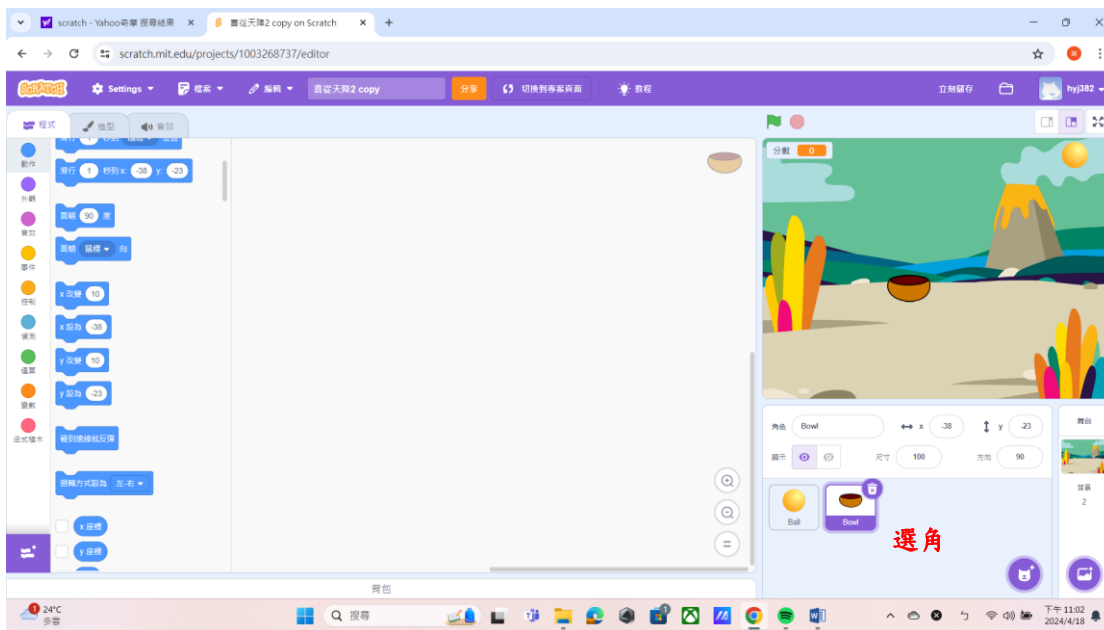 scratch - Yahoo奇摩 搜尋結果
喜從天降2 copy on Scratch
scratch.mit.edu/projects/1003268737/editor
SCRATCH Settings 檔案 編輯 喜從天降2 copy 分享 切換到專案頁面 教程 立刻儲存 hyj382
程式 造型 音效
動作
外觀
音效
事件
控制
偵測
運算
變數
函式積木
滑行 1 秒到 x: -38 y: -23
面朝 90 度
面朝 鼠標 向
x 改變 10
x 設為 -38
y 改變 10
y 設為 -23
碰到邊緣就反彈
迴轉方式設為 左-右
x 座標
y 座標
背包
分數 0
角色 Bowl x -38 y -23
顯示 尺寸 100 方向 90
Ball
Bowl
選角
舞台
背景
2
1
24°C
多雲
搜尋
1
下午 11:02
2024/4/18